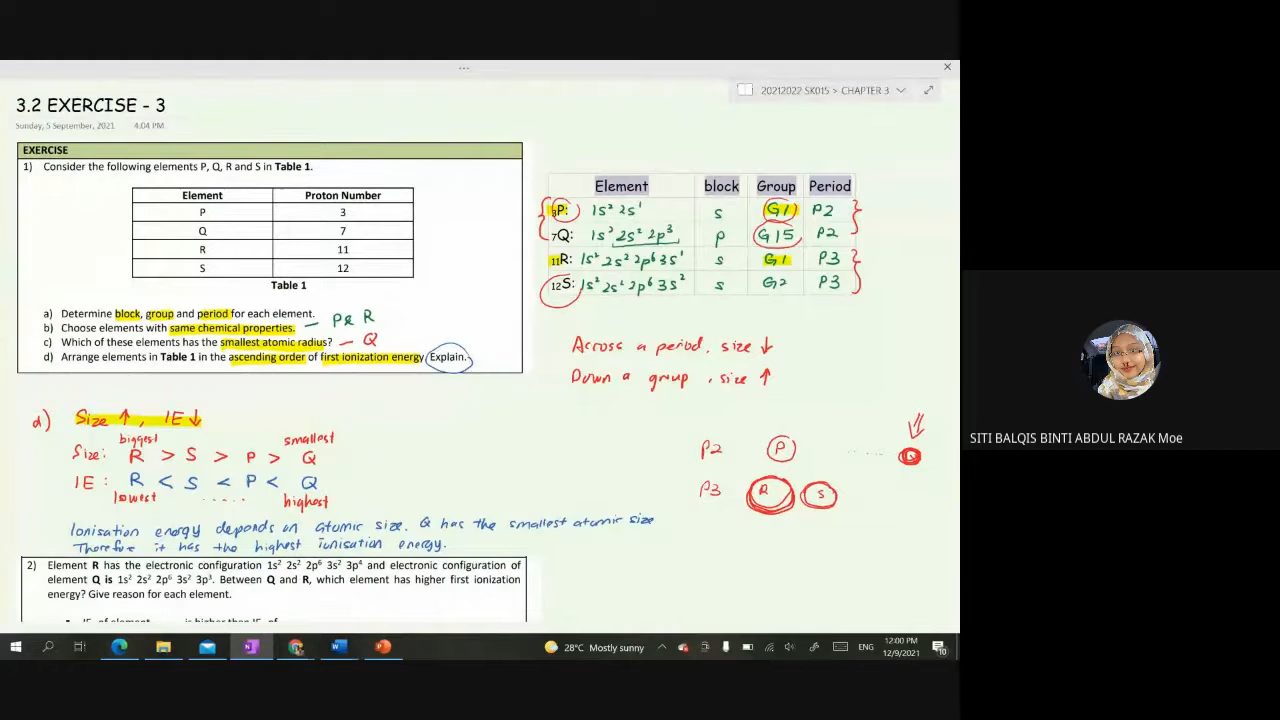 20212022 SK015 > CHAPTER 3
3.2 EXERCISE - 3
Sunday, 5 September, 2021 4:04 PM
EXERCISE
1) Consider the following elements P, Q, R and S in Table 1.
Element Proton Number
P 3
Q 7
R 11
S 12
Table 1
a) Determine block, group and period for each element.
b) Choose elements with same chemical properties. — P & R
c) Which of these elements has the smallest atomic radius? — Q
d) Arrange elements in Table 1 in the ascending order of first ionization energy. Explain.
Element block Group Period
₃P: 1s² 2s¹ s G1 P2
₇Q: 1s² 2s² 2p³ p G15 P2
₁₁R: 1s² 2s² 2p⁶ 3s¹ s G1 P3
₁₂S: 1s² 2s² 2p⁶ 3s² s G2 P3
Across a period, size ↓
Down a group, size ↑
d) Size ↑, IE ↓
biggest smallest
Size: R > S > P > Q
IE: R < S < P < Q
lowest ..... highest
P2 P ..... Q
P3 R S
Ionisation energy depends on atomic size. Q has the smallest atomic size
Therefore it has the highest ionisation energy.
2) Element R has the electronic configuration 1s² 2s² 2p⁶ 3s² 3p⁴ and electronic configuration of
element Q is 1s² 2s² 2p⁶ 3s² 3p³. Between Q and R, which element has higher first ionization
energy? Give reason for each element.
IE of element is higher than IE of
SITI BALQIS BINTI ABDUL RAZAK Moe
28°C Mostly sunny
ENG
12:00 PM
12/9/2021
10